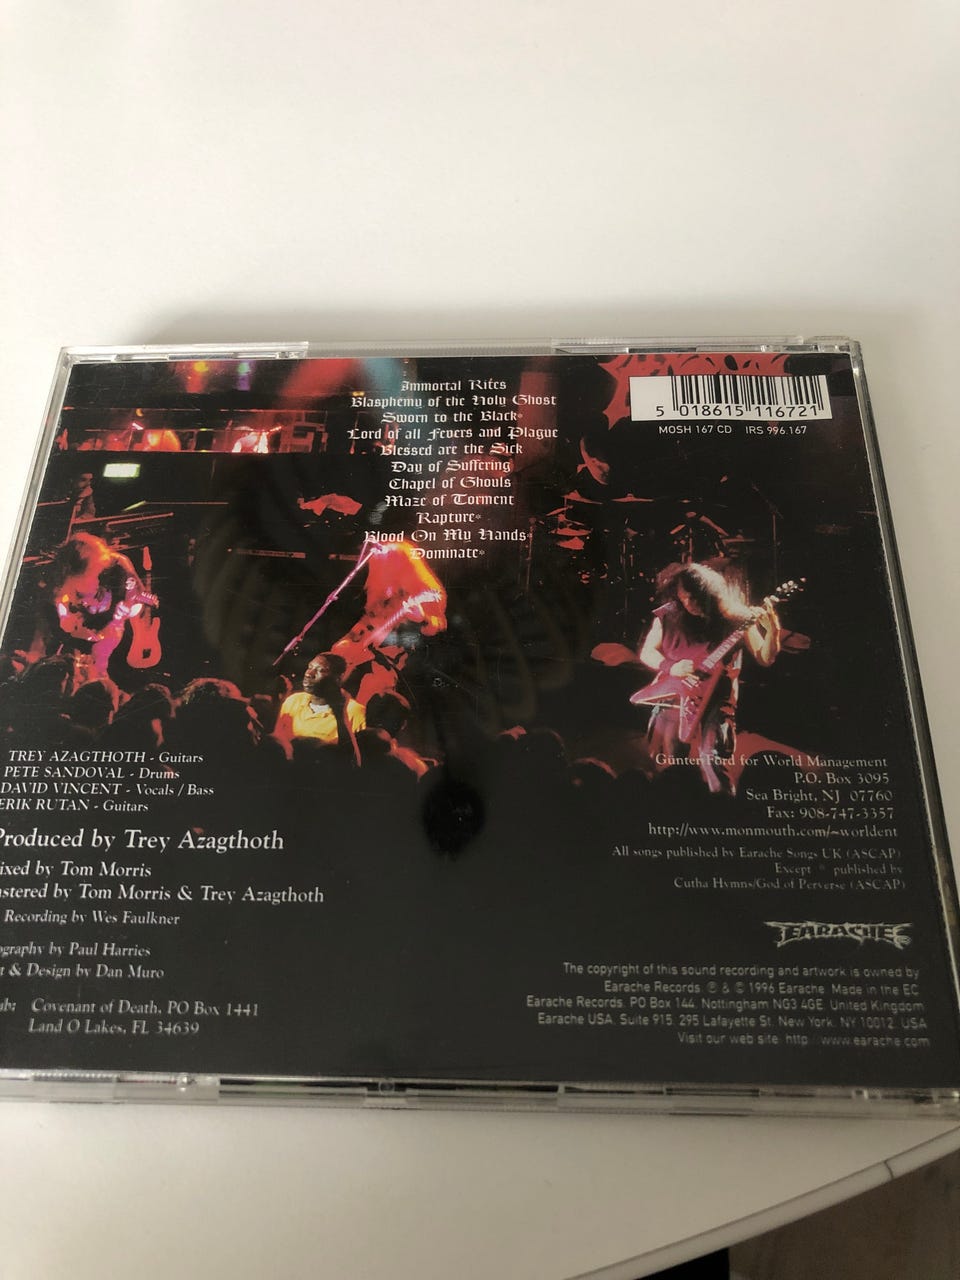 Immortal Rites
Blasphemy of the Holy Ghost
Sworn to the Black*
Lord of all Fevers and Plague
Blessed are the Sick
Day of Suffering
Chapel of Ghouls
Maze of Torment
Rapture*
Blood On My Hands*
Dominate*
5 018615 116721
MOSH 167 CD IRS 996.167
TREY AZAGTHOTH - Guitars
PETE SANDOVAL - Drums
DAVID VINCENT - Vocals / Bass
ERIK RUTAN - Guitars
Produced by Trey Azagthoth
ixed by Tom Morris
astered by Tom Morris & Trey Azagthoth
Recording by Wes Faulkner
ography by Paul Harries
t & Design by Dan Muro
ub: Covenant of Death, PO Box 1441
Land O Lakes, FL 34639
Günter Ford for World Management
P.O. Box 3095
Sea Bright, NJ 07760
Fax: 908-747-3357
http://www.monmouth.com/~worldent
All songs published by Earache Songs UK (ASCAP)
Except * published by
Cutha Hymns/God of Perverse (ASCAP)
EARACHE
The copyright of this sound recording and artwork is owned by
Earache Records. ℗ & © 1996 Earache. Made in the EC
Earache Records. PO Box 144. Nottingham NG3 4GE. United Kingdom
Earache USA. Suite 915. 295 Lafayette St. New York. NY 10012. USA
Visit our web site: http://www.earache.com